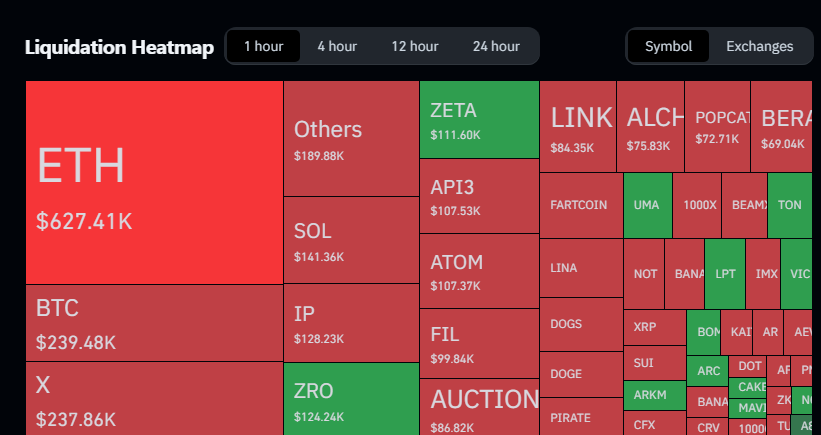 Liquidation Heatmap
1 hour
4 hour
12 hour
24 hour
Symbol
Exchanges
ETH
$627.41K
BTC
$239.48K
X
$237.86K
Others
$189.88K
SOL
$141.36K
IP
$128.23K
ZRO
$124.24K
ZETA
$111.60K
API3
$107.53K
ATOM
$107.37K
FIL
$99.84K
AUCTION
$86.82K
LINK
$84.35K
ALCH
$75.83K
POPCAT
$72.71K
BERA
$69.04K
FARTCOIN
UMA
1000X
BEAMX
TON
LINA
NOT
BANA
LPT
IMX
VIC
DOGS
XRP
BOM
KAI
AR
DOGE
SUI
ARC
DOT
CAKE
ARKM
BANA
MAVI
ZK
PIRATE
CFX
CRV
1000
TU